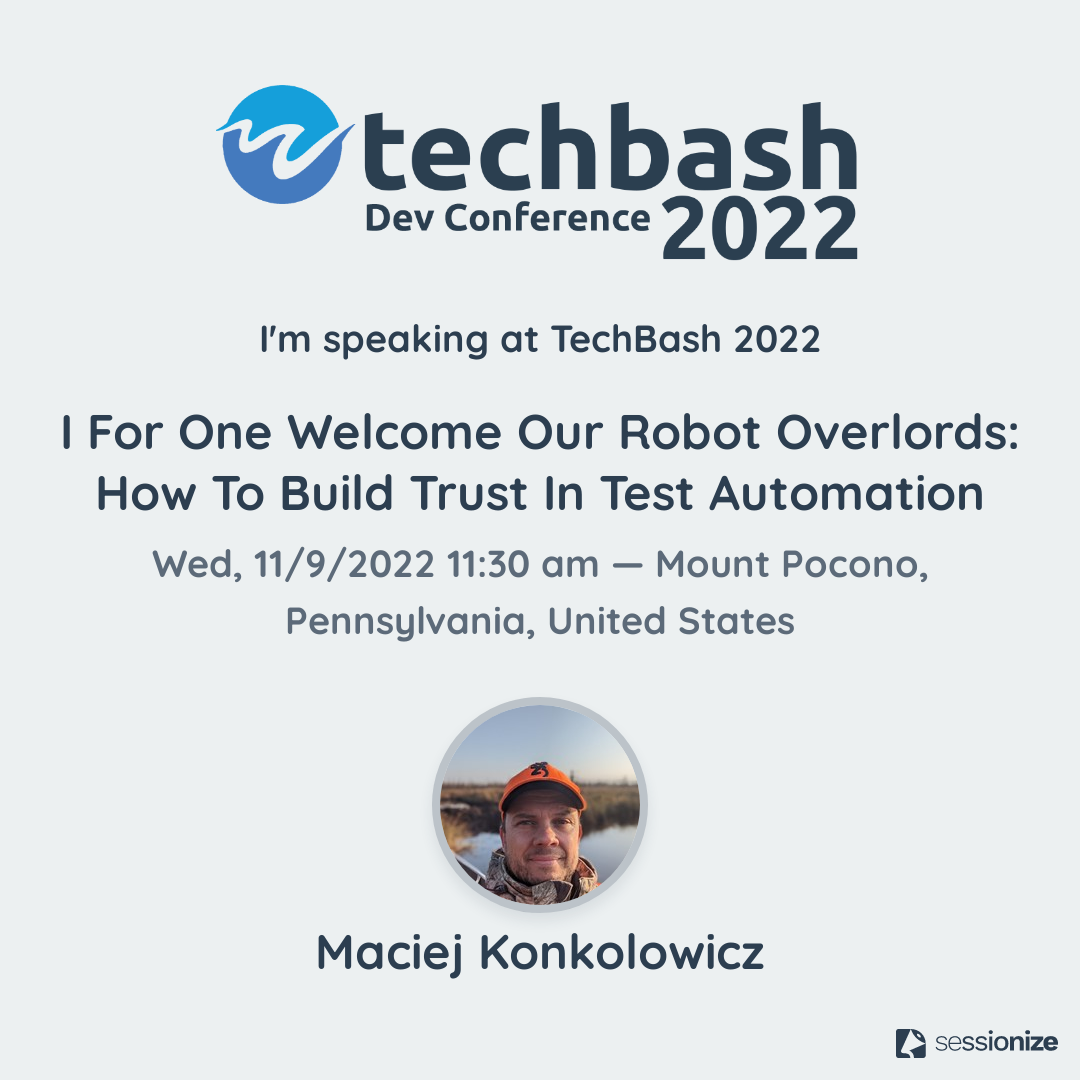 techbash
Dev Conference 2022
I'm speaking at TechBash 2022
I For One Welcome Our Robot Overlords:
How To Build Trust In Test Automation
Wed, 11/9/2022 11:30 am — Mount Pocono,
Pennsylvania, United States
Maciej Konkolowicz
sessionize